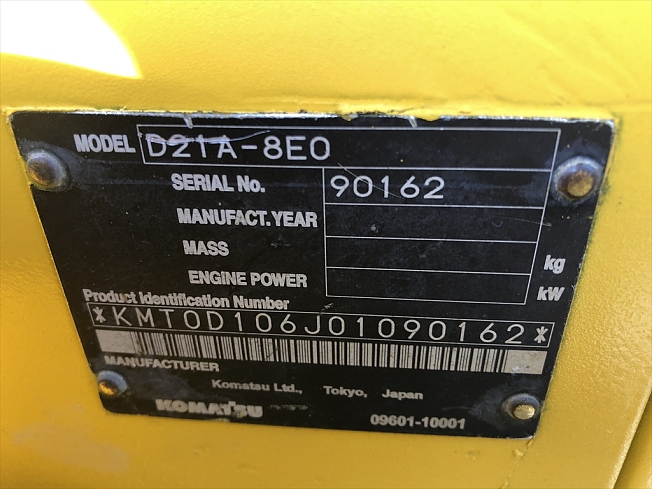 MODEL D21A-8E0
SERIAL No. 90162
MANUFACT.YEAR
MASS kg
ENGINE POWER kW
Product Identification Number
*KMT0D106J01090162*
MANUFACTURER
Komatsu Ltd., Tokyo, Japan
KOMATSU 09601-10001